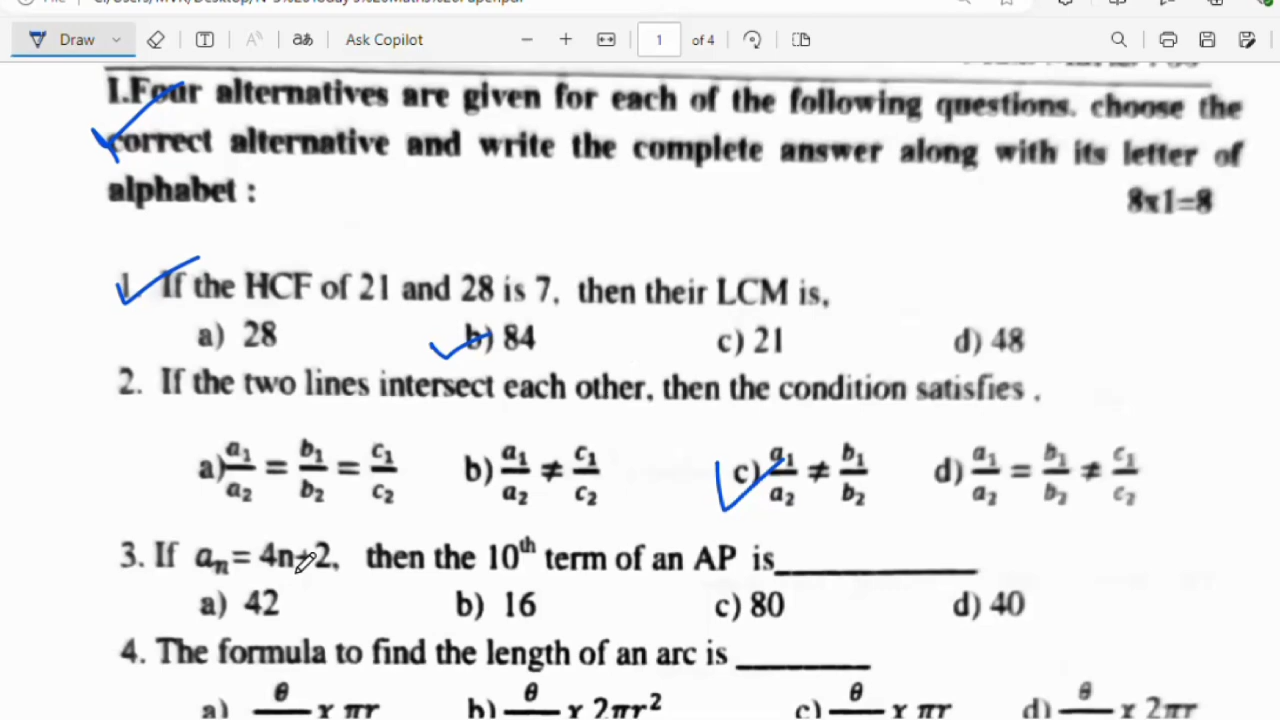 Draw
Ask Copilot
1 of 4
I.Four alternatives are given for each of the following questions. choose the
correct alternative and write the complete answer along with its letter of
alphabet :
8x1=8
1. If the HCF of 21 and 28 is 7, then their LCM is,
a) 28 b) 84 c) 21 d) 48
2. If the two lines intersect each other, then the condition satisfies .
a) a₁/a₂ = b₁/b₂ = c₁/c₂ b) a₁/a₂ ≠ c₁/c₂ c) a₁/a₂ ≠ b₁/b₂ d) a₁/a₂ = b₁/b₂ ≠ c₁/c₂
3. If aₙ = 4n+2, then the 10th term of an AP is__________
a) 42 b) 16 c) 80 d) 40
4. The formula to find the length of an arc is ________
a) θ x πr b) θ x 2πr² c) θ x πr d) θ x 2πr